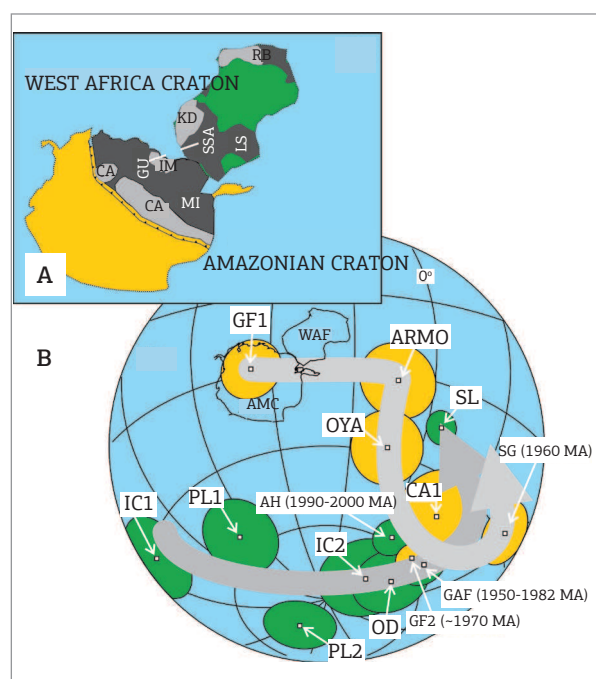 RB
WEST AFRICA CRATON
KD
SSA
LS
GU
IM
CA
CA
MI
A
AMAZONIAN CRATON
0º
B
GF1
WAF
ARMO
AMC
SL
OYA
SG (1960 MA)
CA1
PL1
AH (1990-2000 MA)
IC1
IC2
GAF (1950-1982 MA)
OD
GF2 (~1970 MA)
PL2